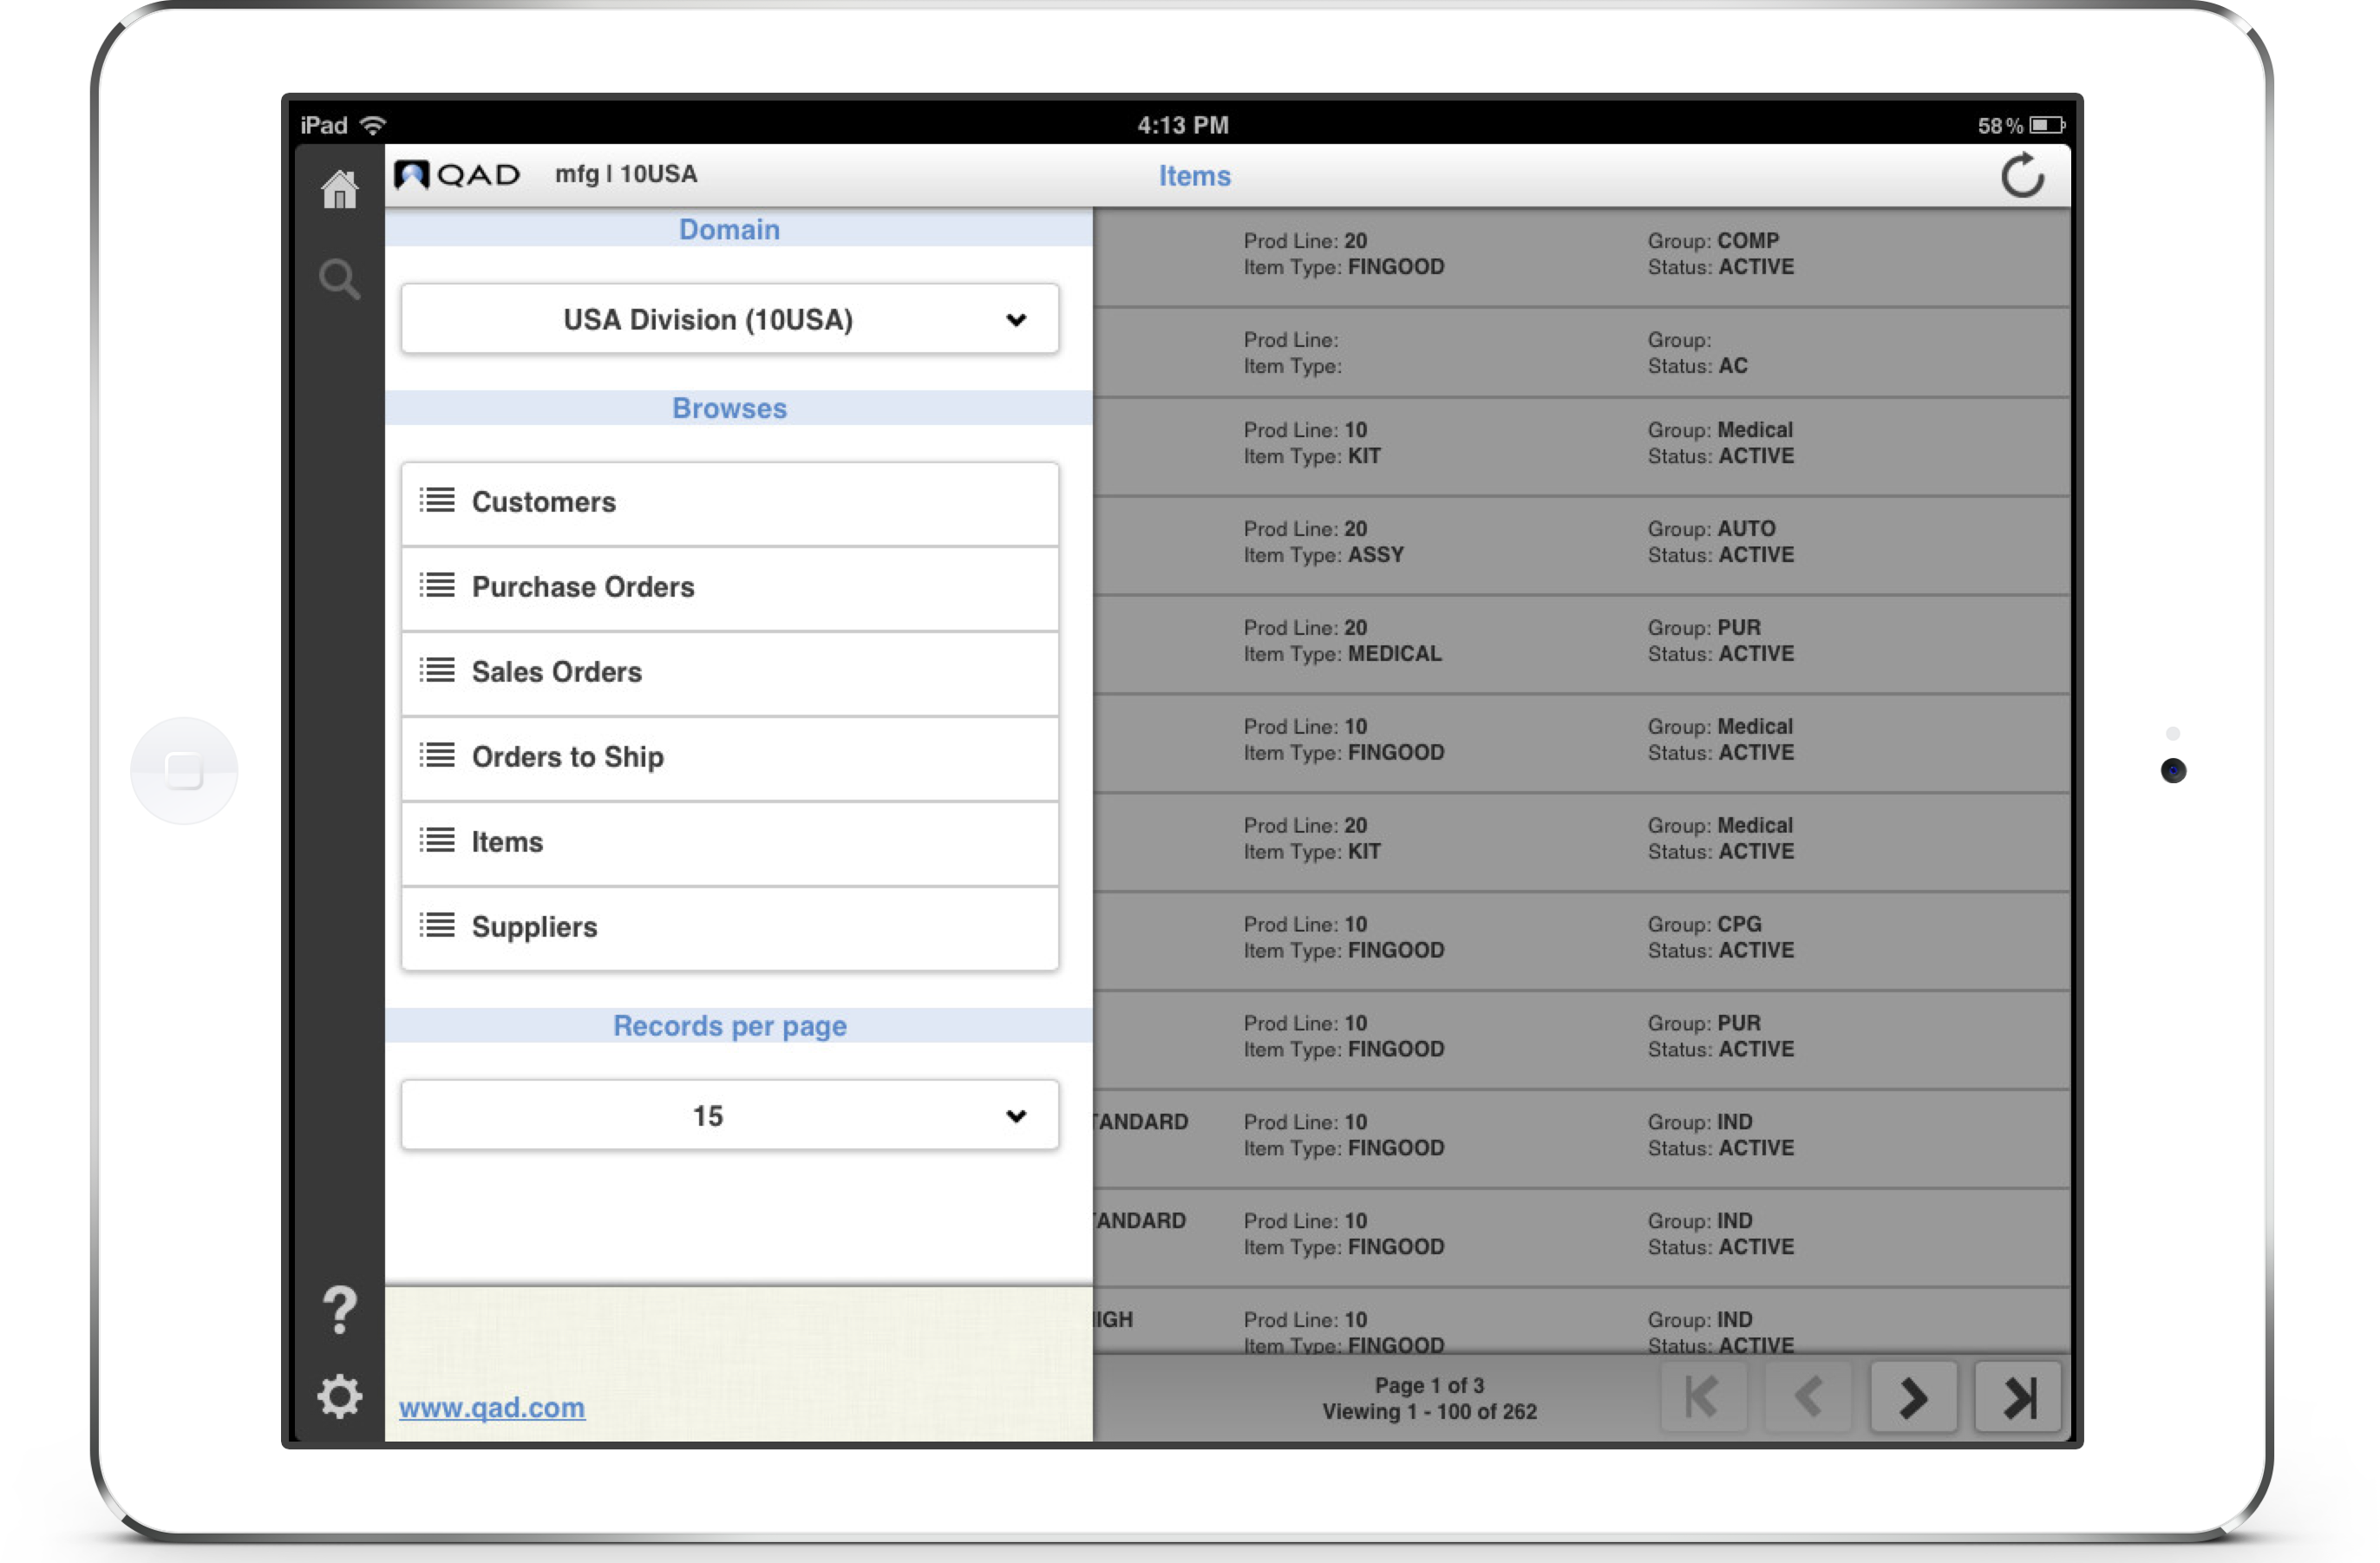 iPad 4:13 PM 58%
QAD mfg | 10USA Items
Domain
USA Division (10USA)
Browses
Customers
Purchase Orders
Sales Orders
Orders to Ship
Items
Suppliers
Records per page
15
www.qad.com
Prod Line: 20 Group: COMP
Item Type: FINGOOD Status: ACTIVE
Prod Line: Group:
Item Type: Status: AC
Prod Line: 10 Group: Medical
Item Type: KIT Status: ACTIVE
Prod Line: 20 Group: AUTO
Item Type: ASSY Status: ACTIVE
Prod Line: 20 Group: PUR
Item Type: MEDICAL Status: ACTIVE
Prod Line: 10 Group: Medical
Item Type: FINGOOD Status: ACTIVE
Prod Line: 20 Group: Medical
Item Type: KIT Status: ACTIVE
Prod Line: 10 Group: CPG
Item Type: FINGOOD Status: ACTIVE
Prod Line: 10 Group: PUR
Item Type: FINGOOD Status: ACTIVE
TANDARD Prod Line: 10 Group: IND
Item Type: FINGOOD Status: ACTIVE
TANDARD Prod Line: 10 Group: IND
Item Type: FINGOOD Status: ACTIVE
IGH Prod Line: 10 Group: IND
Item Type: FINGOOD Status: ACTIVE
Page 1 of 3
Viewing 1 - 100 of 262